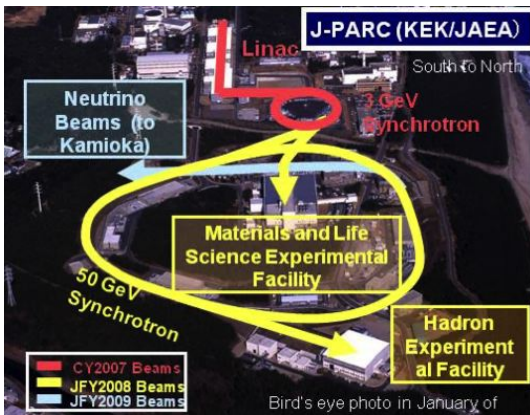 J-PARC (KEK/JAEA)
Linac
South to North
Neutrino
Beams (to
Kamioka)
3 GeV
Synchrotron
Materials and Life
Science Experimental
Facility
50 GeV
Synchrotron
Hadron
Experiment
al Facility
CY2007 Beams
JFY2008 Beams
JFY2009 Beams
Bird's eye photo in January of